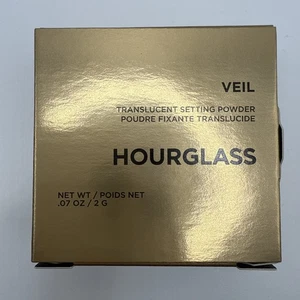 VEIL
TRANSLUCENT SETTING POWDER
POUDRE FIXANTE TRANSLUCIDE
HOURGLASS
NET WT / POIDS NET
.07 OZ / 2 G